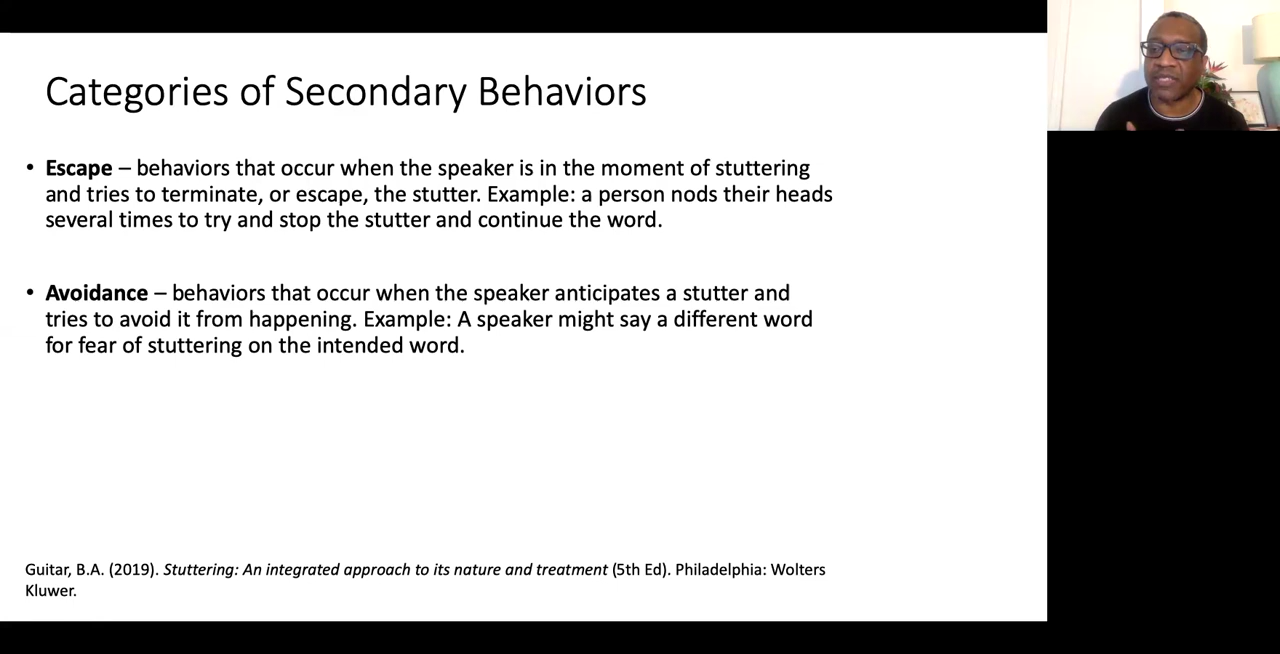 Categories of Secondary Behaviors
• Escape – behaviors that occur when the speaker is in the moment of stuttering
and tries to terminate, or escape, the stutter. Example: a person nods their heads
several times to try and stop the stutter and continue the word.
• Avoidance – behaviors that occur when the speaker anticipates a stutter and
tries to avoid it from happening. Example: A speaker might say a different word
for fear of stuttering on the intended word.
Guitar, B.A. (2019). Stuttering: An integrated approach to its nature and treatment (5th Ed). Philadelphia: Wolters
Kluwer.